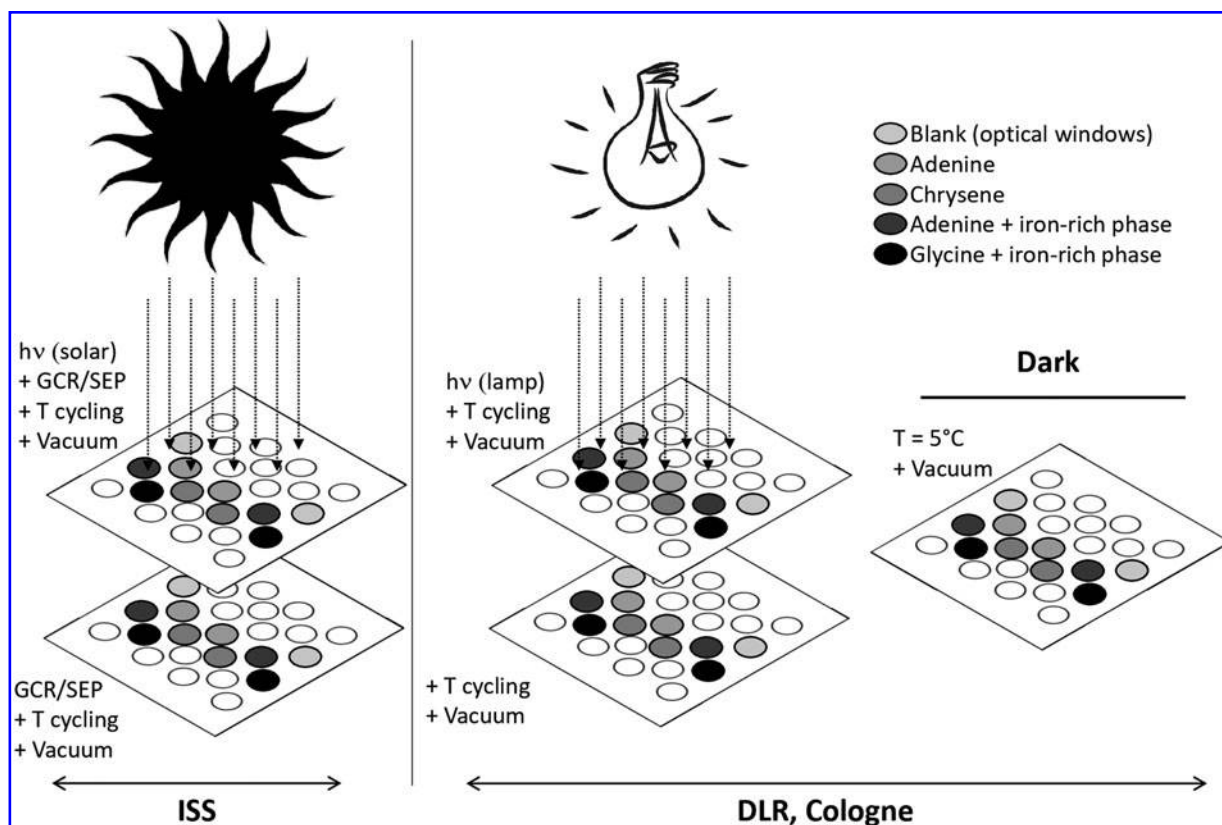 hν (solar)
+ GCR/SEP
+ T cycling
+ Vacuum
GCR/SEP
+ T cycling
+ Vacuum
ISS
hν (lamp)
+ T cycling
+ Vacuum
+ T cycling
+ Vacuum
Blank (optical windows)
Adenine
Chrysene
Adenine + iron-rich phase
Glycine + iron-rich phase
Dark
T = 5°C
+ Vacuum
DLR, Cologne